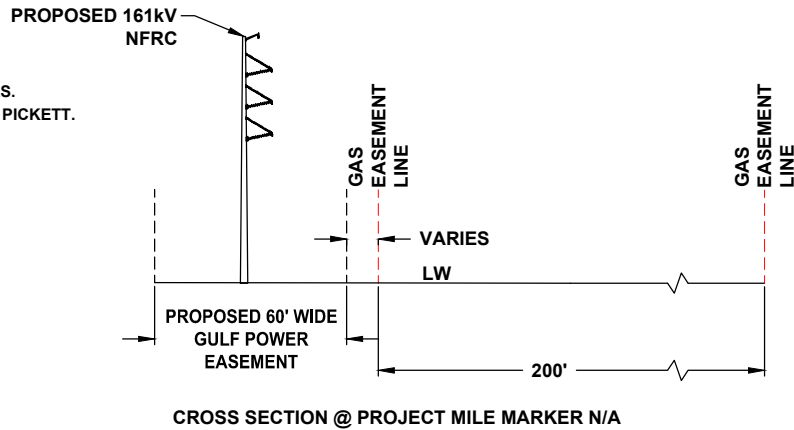 PROPOSED 161kV
NFRC
S.
PICKETT.
GAS
EASEMENT
LINE
GAS
EASEMENT
LINE
VARIES
LW
PROPOSED 60' WIDE
GULF POWER
EASEMENT
200'
CROSS SECTION @ PROJECT MILE MARKER N/A